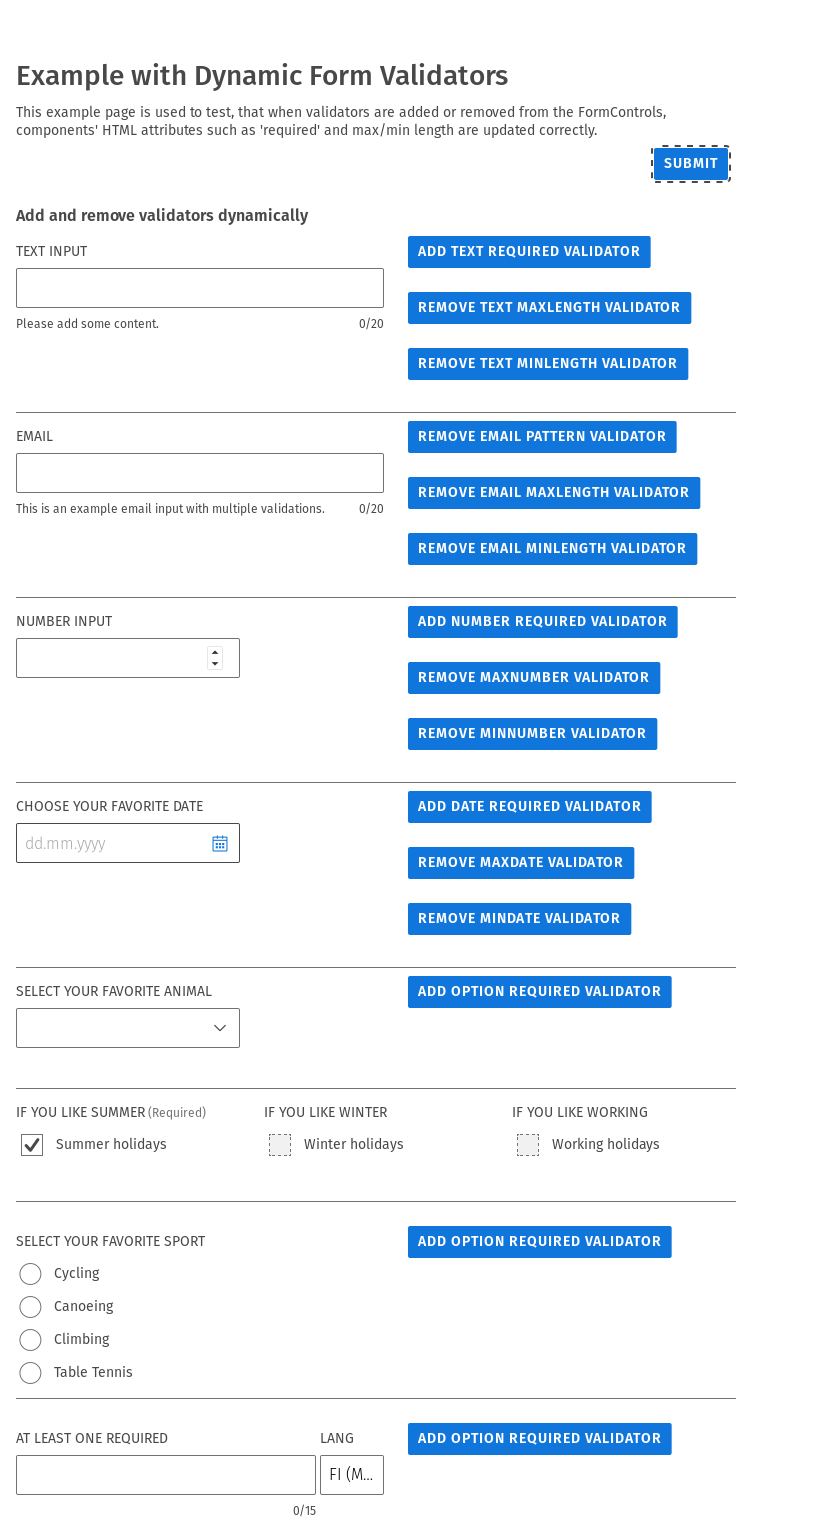 Example with Dynamic Form Validators
This example page is used to test, that when validators are added or removed from the FormControls,
components' HTML attributes such as 'required' and max/min length are updated correctly.
SUBMIT
Add and remove validators dynamically
TEXT INPUT
ADD TEXT REQUIRED VALIDATOR
REMOVE TEXT MAXLENGTH VALIDATOR
Please add some content. 0/20
REMOVE TEXT MINLENGTH VALIDATOR
EMAIL
REMOVE EMAIL PATTERN VALIDATOR
REMOVE EMAIL MAXLENGTH VALIDATOR
This is an example email input with multiple validations. 0/20
REMOVE EMAIL MINLENGTH VALIDATOR
NUMBER INPUT
ADD NUMBER REQUIRED VALIDATOR
REMOVE MAXNUMBER VALIDATOR
REMOVE MINNUMBER VALIDATOR
CHOOSE YOUR FAVORITE DATE
ADD DATE REQUIRED VALIDATOR
dd.mm.yyyy
REMOVE MAXDATE VALIDATOR
REMOVE MINDATE VALIDATOR
SELECT YOUR FAVORITE ANIMAL
ADD OPTION REQUIRED VALIDATOR
IF YOU LIKE SUMMER (Required) IF YOU LIKE WINTER IF YOU LIKE WORKING
Summer holidays Winter holidays Working holidays
SELECT YOUR FAVORITE SPORT
ADD OPTION REQUIRED VALIDATOR
Cycling
Canoeing
Climbing
Table Tennis
AT LEAST ONE REQUIRED LANG
ADD OPTION REQUIRED VALIDATOR
FI (M...
0/15